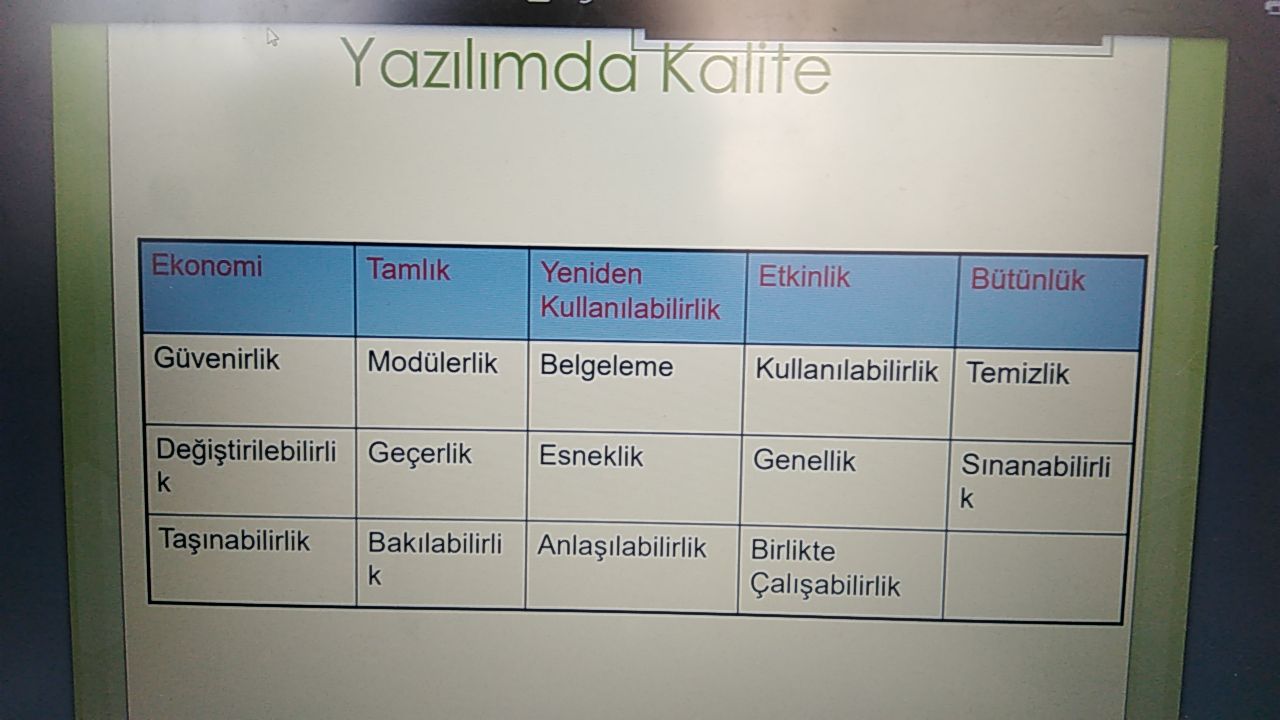 Yazılımda Kalite
Ekonomi Tamlık Yeniden Kullanılabilirlik Etkinlik Bütünlük
Güvenirlik Modülerlik Belgeleme Kullanılabilirlik Temizlik
Değiştirilebilirlik Geçerlik Esneklik Genellik Sınanabilirlik
Taşınabilirlik Bakılabilirlik Anlaşılabilirlik Birlikte Çalışabilirlik